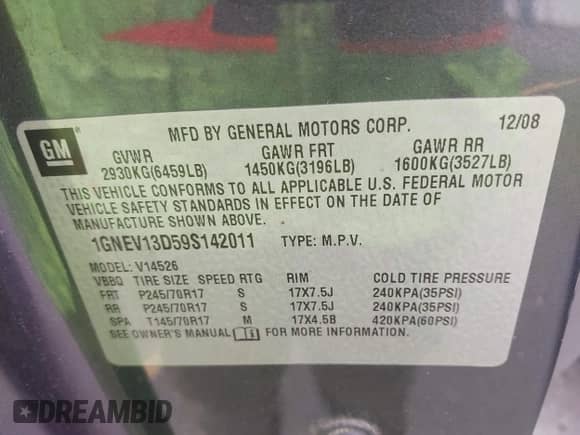 GM
®
MFD BY GENERAL MOTORS CORP. 12/08
GVWR GAWR FRT GAWR RR
2930KG(6459LB) 1450KG(3196LB) 1600KG(3527LB)
THIS VEHICLE CONFORMS TO ALL APPLICABLE U.S. FEDERAL MOTOR
VEHICLE SAFETY STANDARDS IN EFFECT ON THE DATE OF
MANUFACTURE SHOWN ABOVE.
1GNEV13D59S142011 TYPE: M.P.V.
MODEL: V14526
VBBQ TIRE SIZE SPEED RTG RIM COLD TIRE PRESSURE
FRT P245/70R17 S 17X7.5J 240KPA(35PSI)
RR P245/70R17 S 17X7.5J 240KPA(35PSI)
SPA T145/70R17 M 17X4.5B 420KPA(60PSI)
SEE OWNER'S MANUAL FOR MORE INFORMATION.
DREAMBID